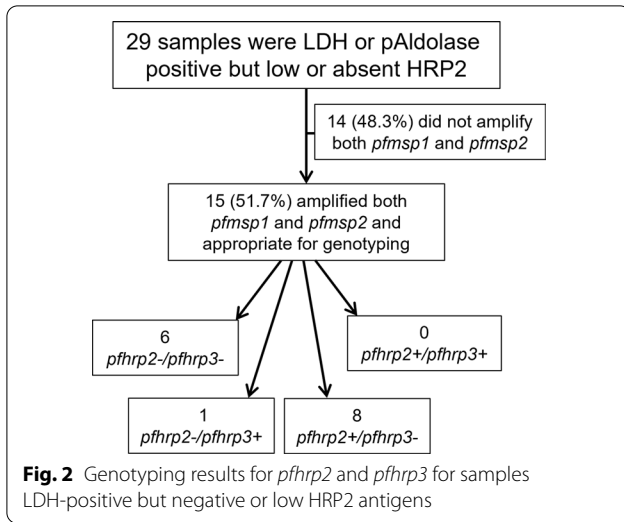 29 samples were LDH or pAldolase
positive but low or absent HRP2
14 (48.3%) did not amplify
both pfmsp1 and pfmsp2
15 (51.7%) amplified both
pfmsp1 and pfmsp2 and
appropriate for genotyping
6
pfhrp2-/pfhrp3-
0
pfhrp2+/pfhrp3+
1
pfhrp2-/pfhrp3+
8
pfhrp2+/pfhrp3-
Fig. 2 Genotyping results for pfhrp2 and pfhrp3 for samples
LDH-positive but negative or low HRP2 antigens